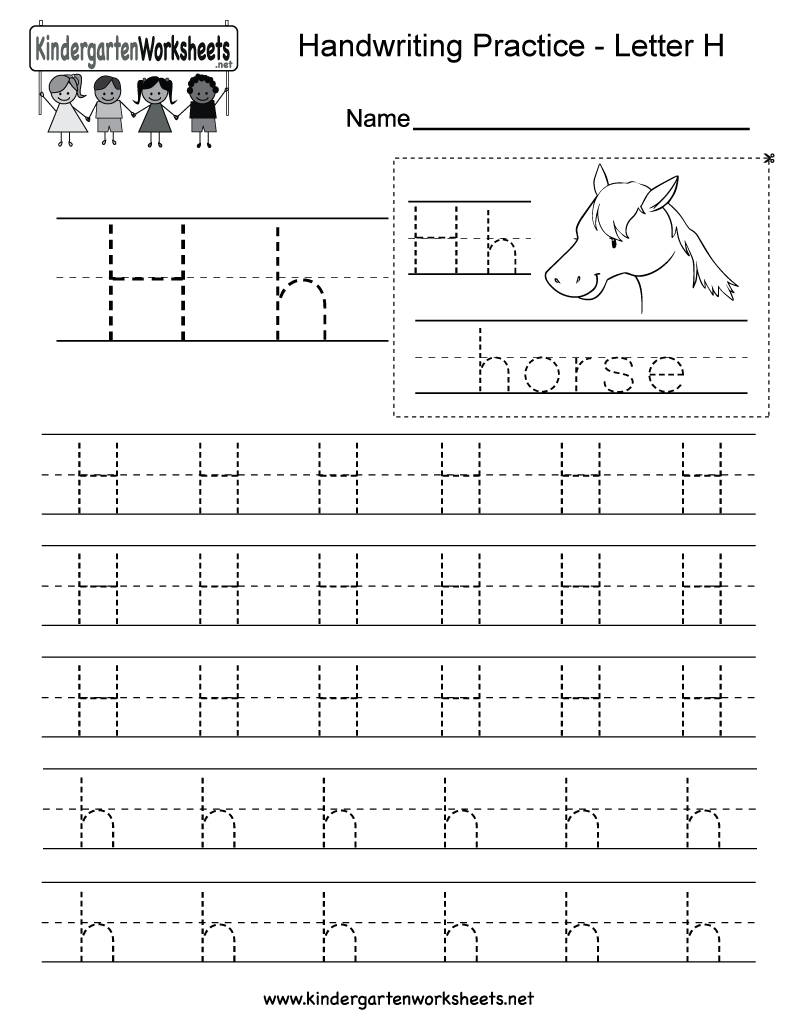 KindergartenWorksheets
.net
Handwriting Practice - Letter H
Name
H h
H h
horse
H H H H H H
H H H H H H
H H H H H H
h h h h h h
h h h h h h
www.kindergartenworksheets.net